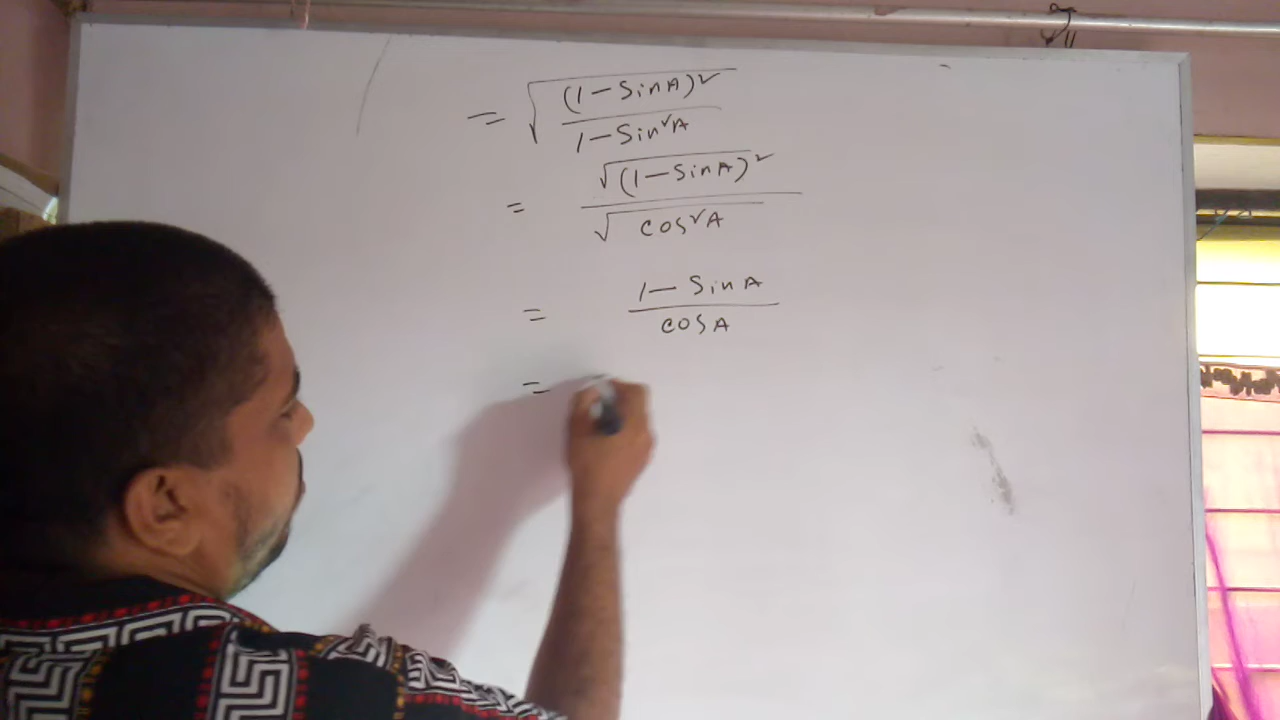 = √((1-SinA)²/(1-Sin²A))
= √(1-SinA)²/√cos²A
= (1-SinA)/cosA
=